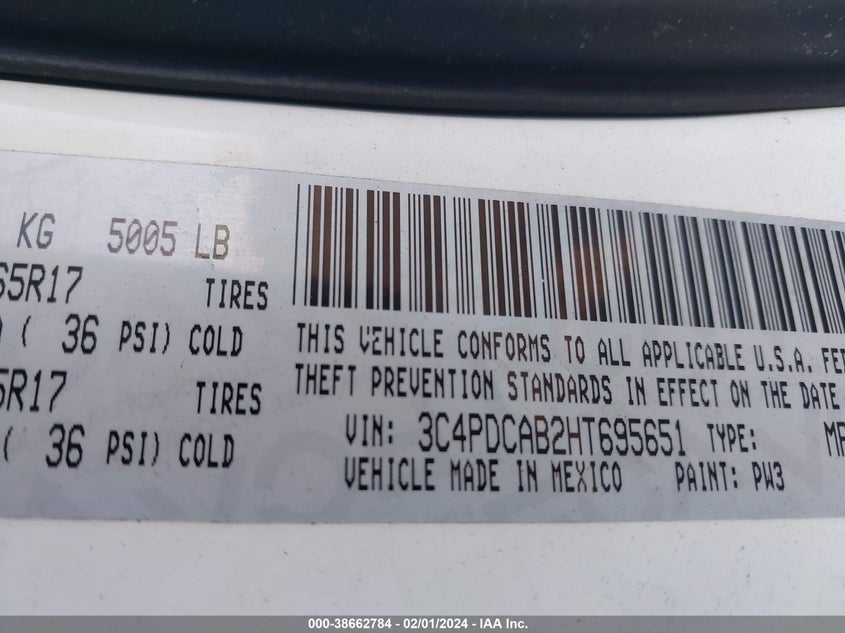 KG 5005 LB
65R17 TIRES
( 36 PSI) COLD
5R17 TIRES
( 36 PSI) COLD
THIS VEHICLE CONFORMS TO ALL APPLICABLE U.S.A. FED
THEFT PREVENTION STANDARDS IN EFFECT ON THE DATE
VIN: 3C4PDCAB2HT695651 TYPE: MP
VEHICLE MADE IN MEXICO PAINT: PW3
000-38662784 - 02/01/2024 - IAA Inc.